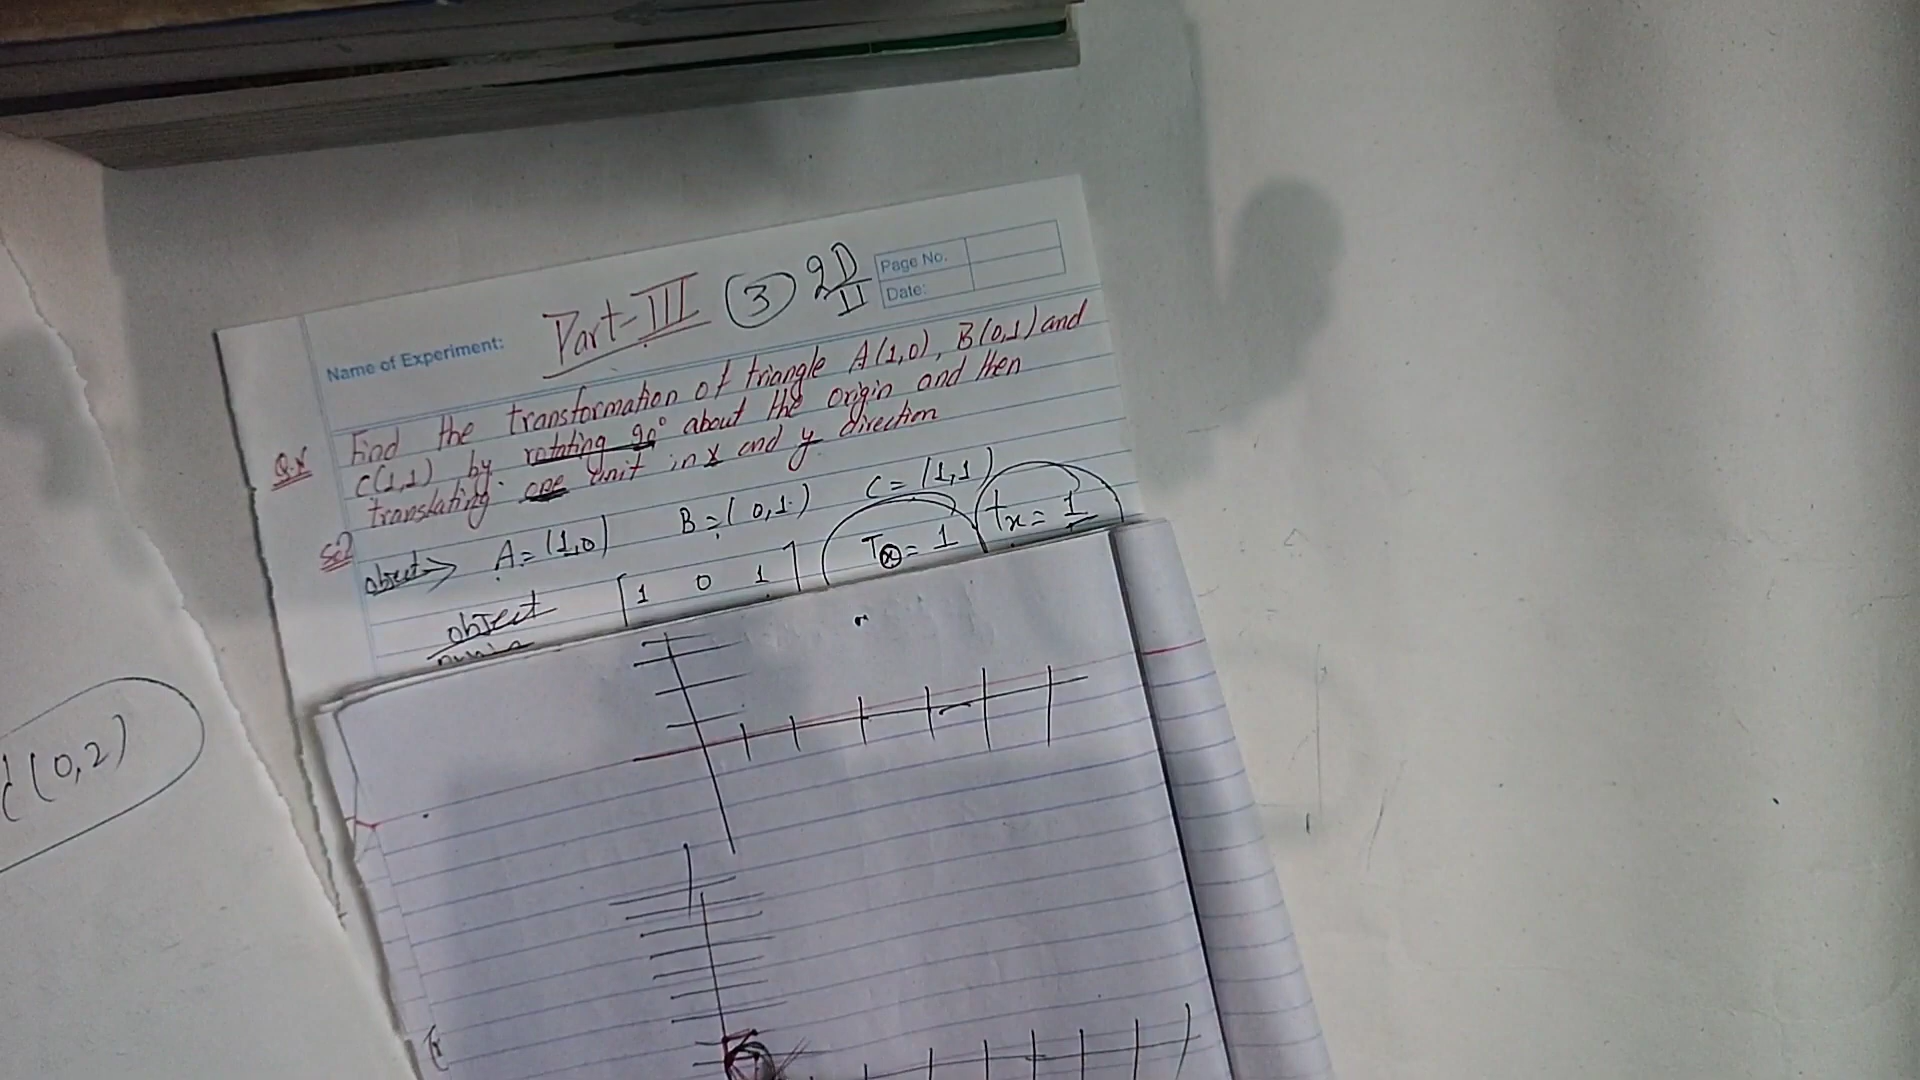 Part-III 3 2D
II
Page No.
Date:
Name of Experiment:
Q.1 Find the transformation of triangle A(1,0), B(0,1) and
C(1,1) by rotating 90° about the origin and then
translating one unit in x and y direction
object→ A=(1,0) B=(0,1) C=(1,1)
Tx=1 tx=1
object [1 0 1]
(0,2)